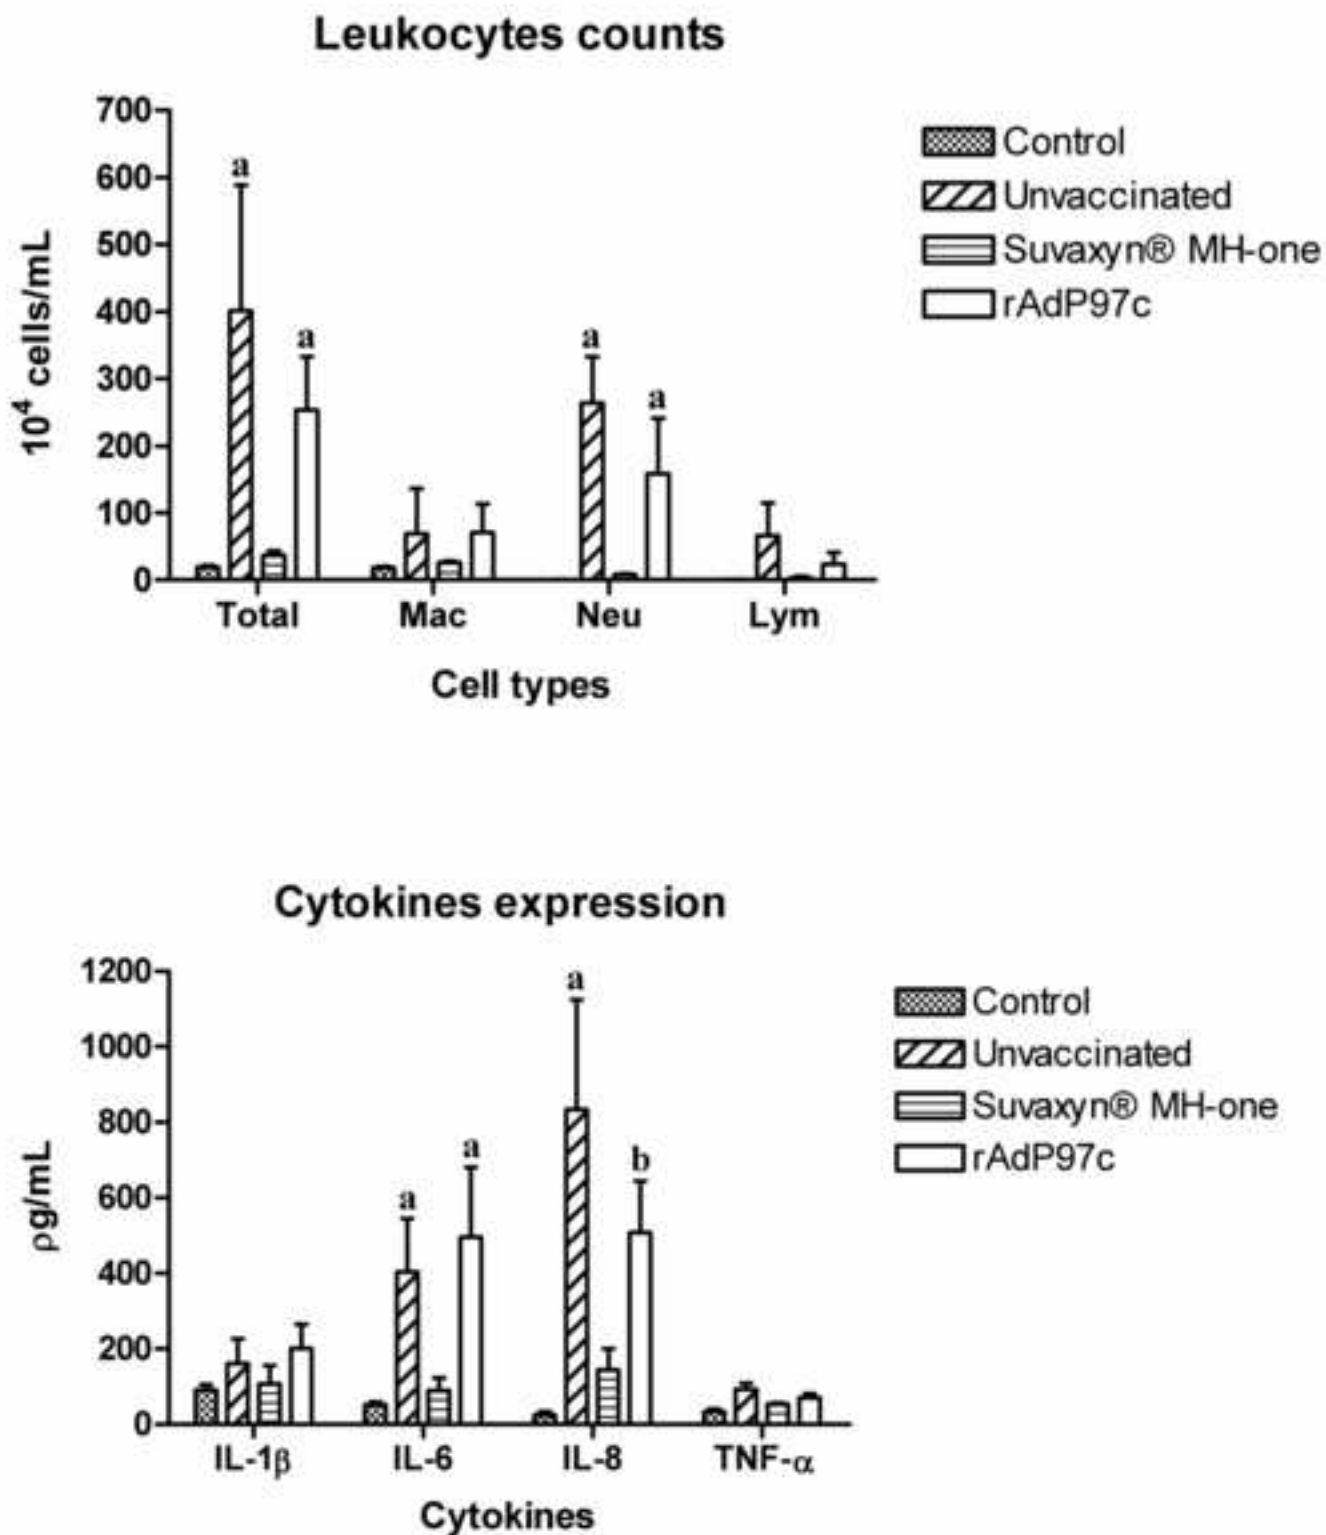 Leukocytes counts
700
600
500
400
300
200
100
0
10⁴ cells/mL
a
a
a
a
Total
Mac
Neu
Lym
Cell types
Control
Unvaccinated
Suvaxyn® MH-one
rAdP97c
Cytokines expression
1200
1000
800
600
400
200
0
ρg/mL
a
a
a
b
IL-1β
IL-6
IL-8
TNF-α
Cytokines
Control
Unvaccinated
Suvaxyn® MH-one
rAdP97c